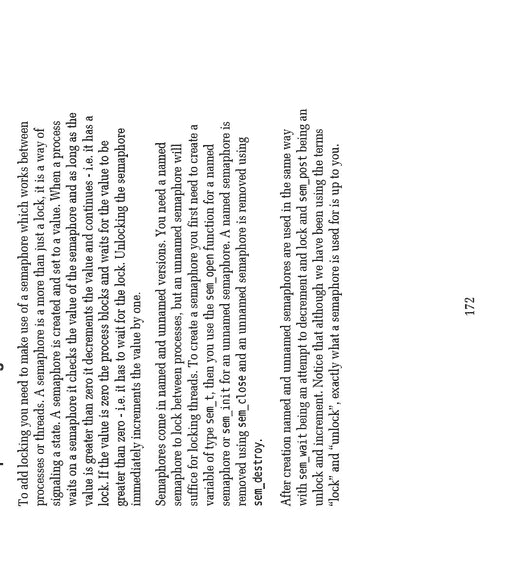 To add locking you need to make use of a semaphore which works between
processes or threads. A semaphore is a more than just a lock, it is a way of
signaling a state. A semaphore is created and set to a value. When a process
waits on a semaphore it checks the value of the semaphore and as long as the
value is greater than zero it decrements the value and continues - i.e. it has a
lock. If the value is zero the process blocks and waits for the value to be
greater than zero - i.e. it has to wait for the lock. Unlocking the semaphore
immediately increments the value by one.
Semaphores come in named and unnamed versions. You need a named
semaphore to lock between processes, but an unnamed semaphore will
suffice for locking threads. To create a semaphore you first need to create a
variable of type sem_t, then you use the sem_open function for a named
semaphore or sem_init for an unnamed semaphore. A named semaphore is
removed using sem_close and an unnamed semaphore is removed using
sem_destroy.
After creation named and unnamed semaphores are used in the same way
with sem_wait being an attempt to decrement and lock and sem_post being an
unlock and increment. Notice that although we have been using the terms
“lock” and “unlock”, exactly what a semaphore is used for is up to you.
172